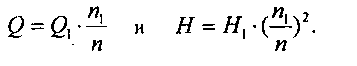 Q = Q₁ · n₁/n и H = H₁ · (n₁/n)².